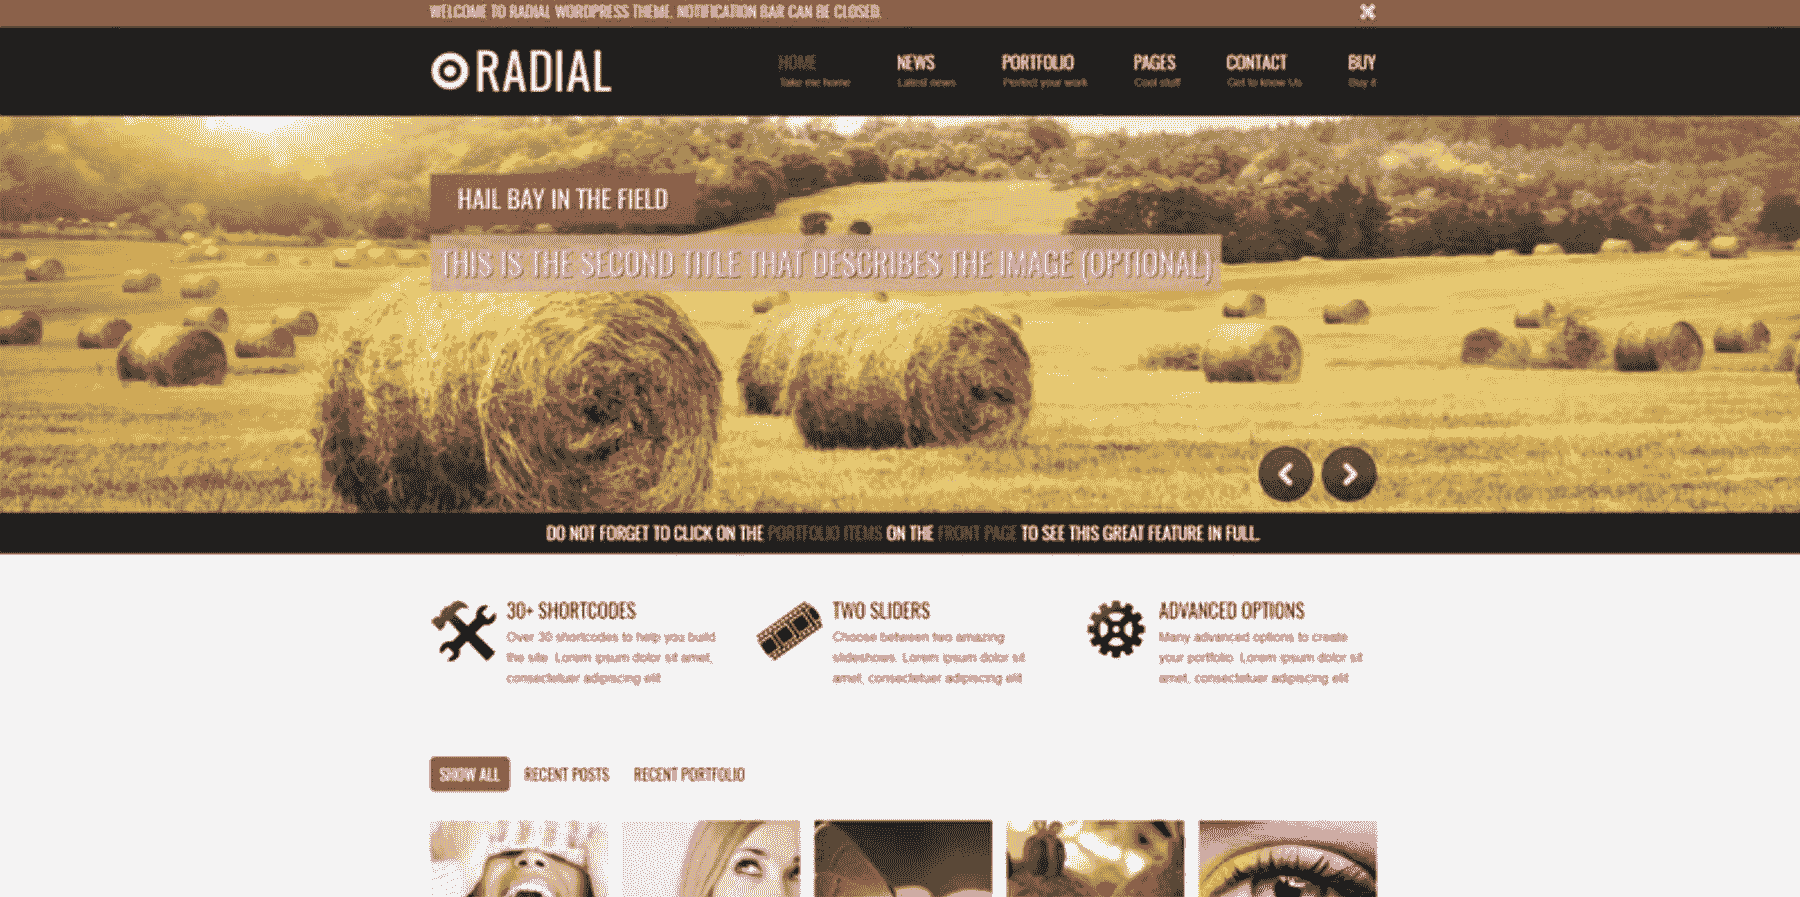 WELCOME TO RADIAL WORDPRESS THEME. NOTIFICATION BAR CAN BE CLOSED.
RADIAL
HOME NEWS PORTFOLIO PAGES CONTACT BUY
Take me home Latest news Perfect your work Cool stuff Get to know Us Buy it
HAIL BAY IN THE FIELD
THIS IS THE SECOND TITLE THAT DESCRIBES THE IMAGE (OPTIONAL)
DO NOT FORGET TO CLICK ON THE PORTFOLIO ITEMS ON THE FRONT PAGE TO SEE THIS GREAT FEATURE IN FULL.
30+ SHORTCODES
Over 30 shortcodes to help you build
the site. Lorem ipsum dolor sit amet,
consectetuer adipiscing elit
TWO SLIDERS
Choose between two amazing
slideshows. Lorem ipsum dolor sit
amet, consectetuer adipiscing elit
ADVANCED OPTIONS
Many advanced options to create
your portfolio. Lorem ipsum dolor sit
amet, consectetuer adipiscing elit
SHOW ALL RECENT POSTS RECENT PORTFOLIO